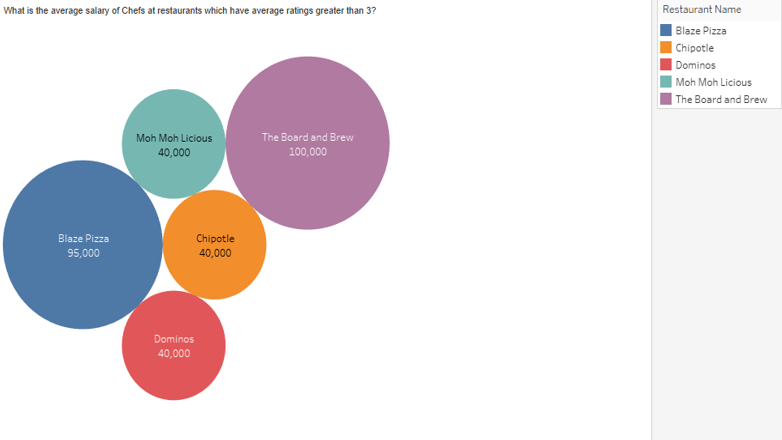 What is the average salary of Chefs at restaurants which have average ratings greater than 3?
Restaurant Name
Blaze Pizza
Chipotle
Dominos
Moh Moh Licious
The Board and Brew
Moh Moh Licious
40,000
The Board and Brew
100,000
Blaze Pizza
95,000
Chipotle
40,000
Dominos
40,000